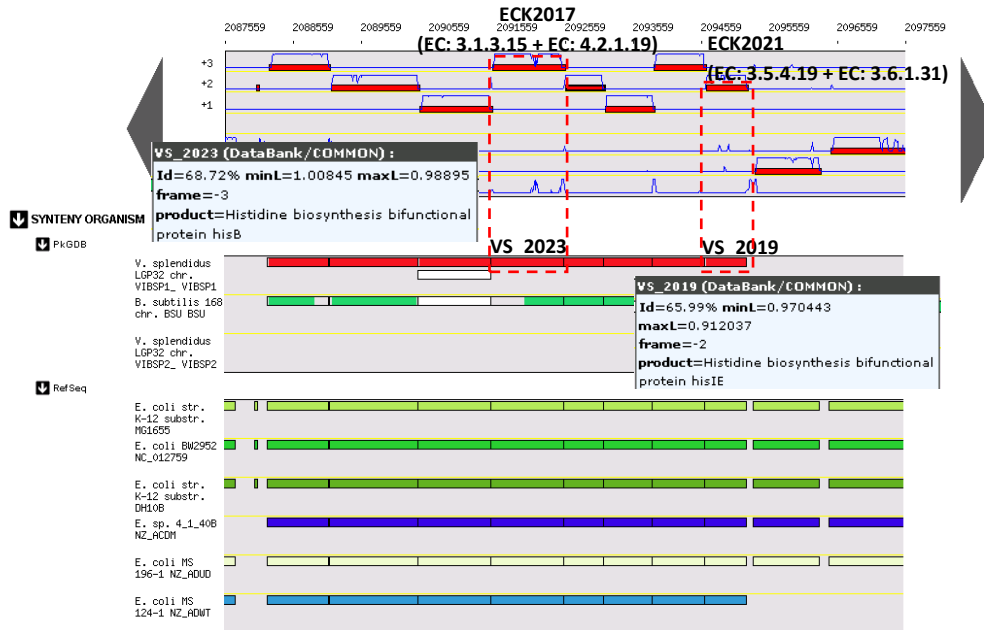 ECK2017
2087559 2088559 2089559 2090559 2091559 2092559 2093559 2094559 2095559 2096559 2097559
(EC: 3.1.3.15 + EC: 4.2.1.19)
ECK2021
(EC: 3.5.4.19 + EC: 3.6.1.31)
+3
+2
+1
VS_2023 (DataBank/COMMON) :
Id=68.72% minL=1.00845 maxL=0.98895
frame=-3
product=Histidine biosynthesis bifunctional
protein hisB
SYNTENY ORGANISM
PkGDB
VS_2023
VS_2019
V. splendidus
LGP32 chr.
VIBSP1_ VIBSP1
B. subtilis 168
chr. BSU BSU
V. splendidus
LGP32 chr.
VIBSP2_ VIBSP2
VS_2019 (DataBank/COMMON) :
Id=65.99% minL=0.970443
maxL=0.912037
frame=-2
product=Histidine biosynthesis bifunctional
protein hisIE
RefSeq
E. coli str.
K-12 substr.
MG1655
E. coli BW2952
NC_012759
E. coli str.
K-12 substr.
DH10B
E. sp. 4_1_40B
NZ_ACDM
E. coli MS
196-1 NZ_ADUD
E. coli MS
124-1 NZ_ADWT